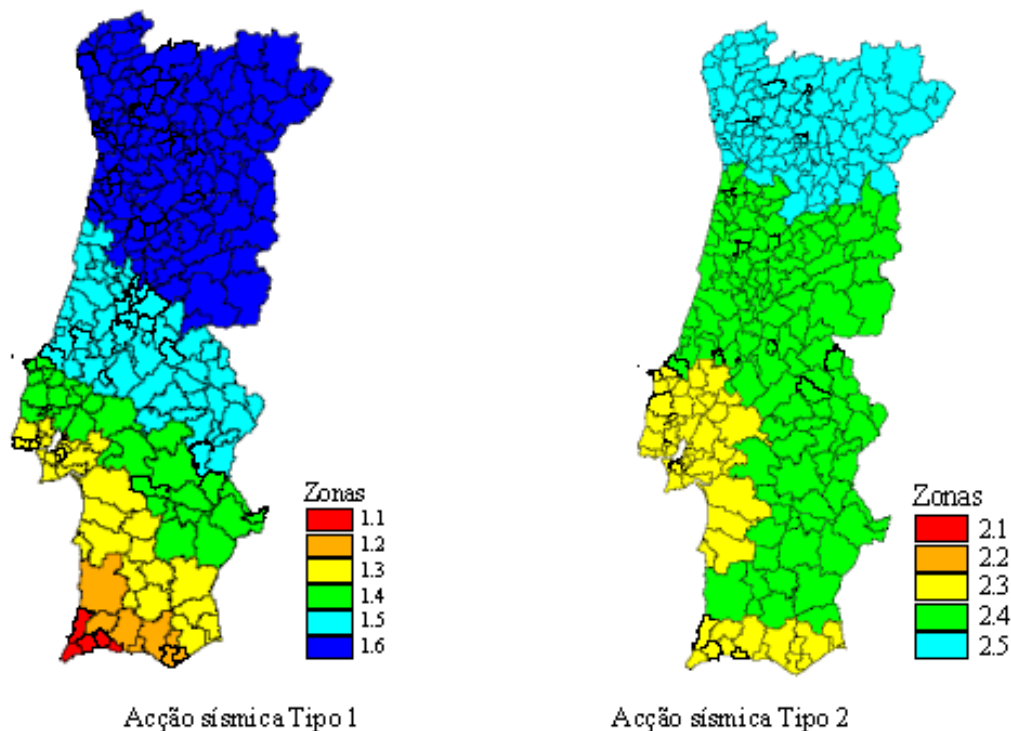 Zonas
1.1
1.2
1.3
1.4
1.5
1.6
Zonas
2.1
2.2
2.3
2.4
2.5
Acção sísmica Tipo 1
Acção sísmica Tipo 2